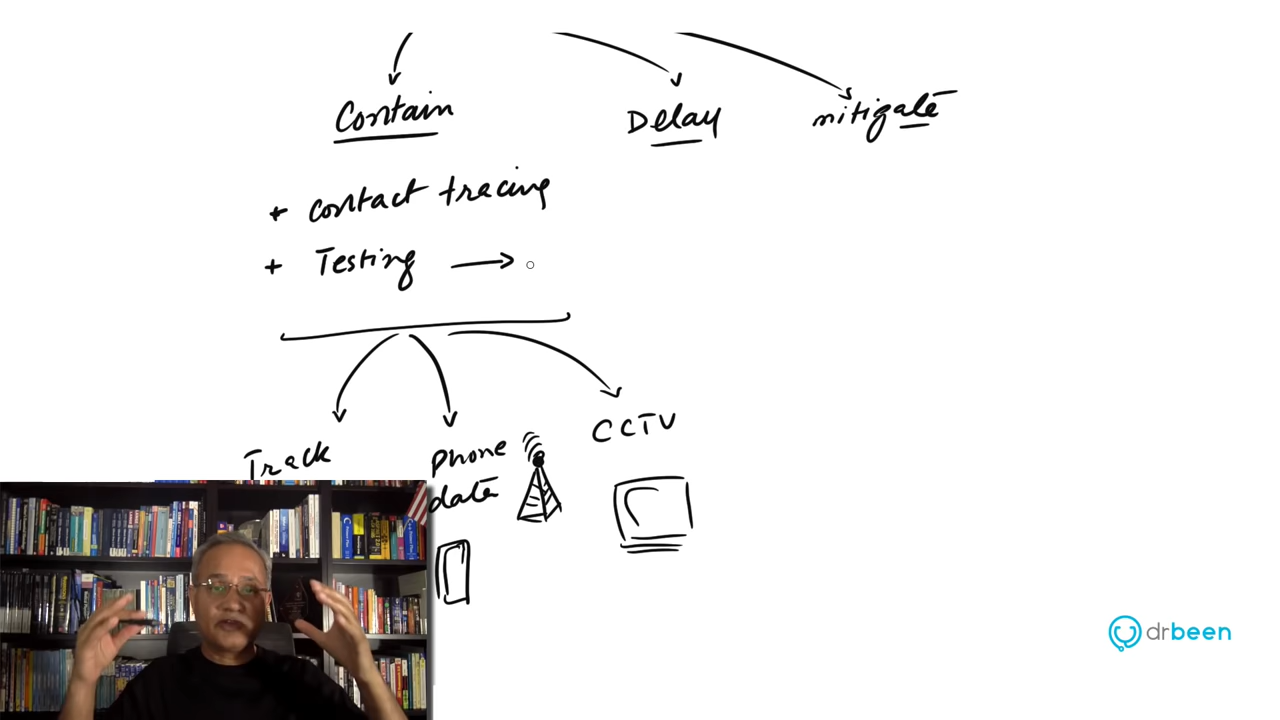 Contain Delay mitigate
+ contact tracing
+ Testing →
Track Phone data CCTV
drbeen